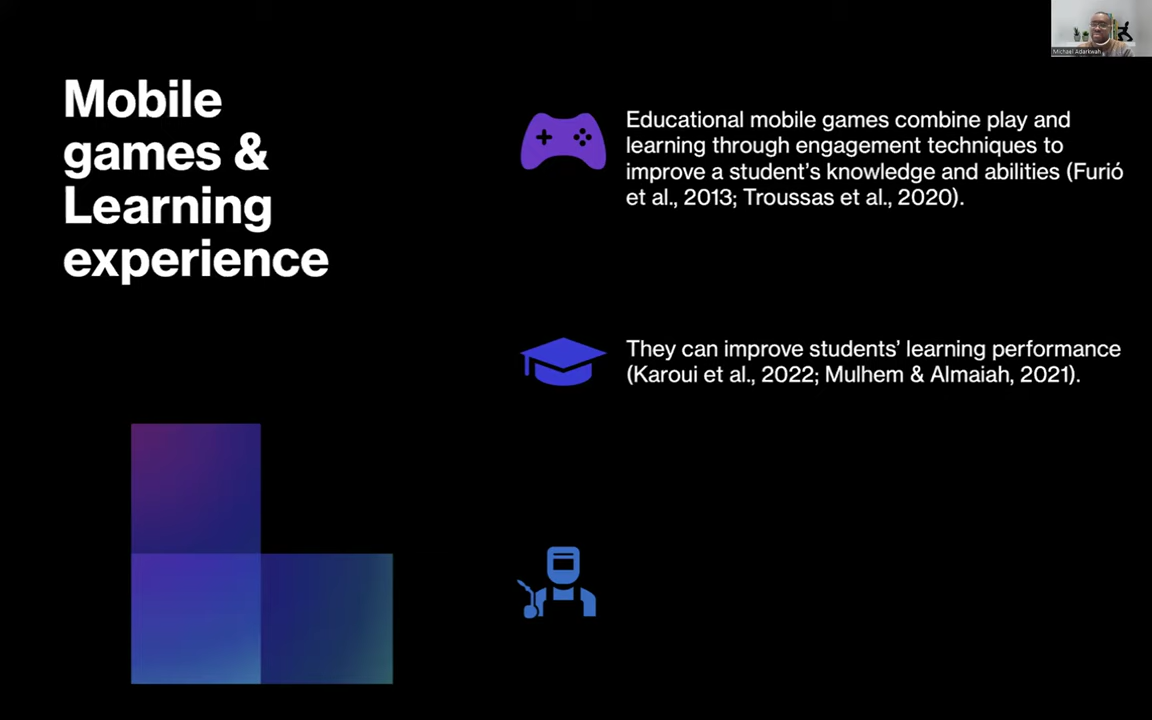 Mobile
games &
Learning
experience
Educational mobile games combine play and
learning through engagement techniques to
improve a student's knowledge and abilities (Furió
et al., 2013; Troussas et al., 2020).
They can improve students' learning performance
(Karoui et al., 2022; Mulhem & Almaiah, 2021).
Michael Adarkwah